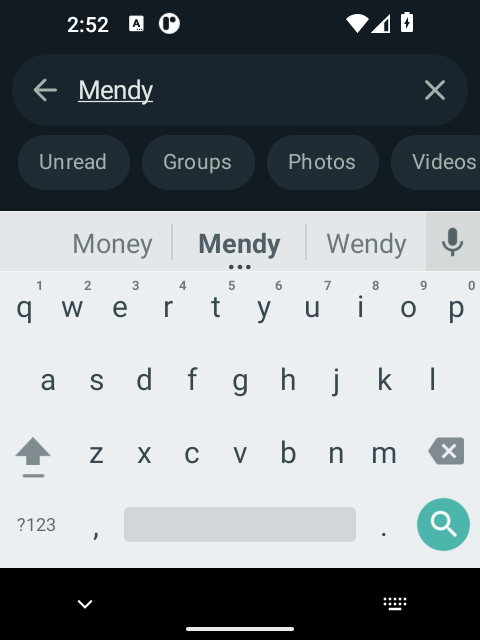 2:52 A
Mendy
Unread Groups Photos Videos
Money Mendy Wendy
1 2 3 4 5 6 7 8 9 0
q w e r t y u i o p
a s d f g h j k l
z x c v b n m
?123 , .